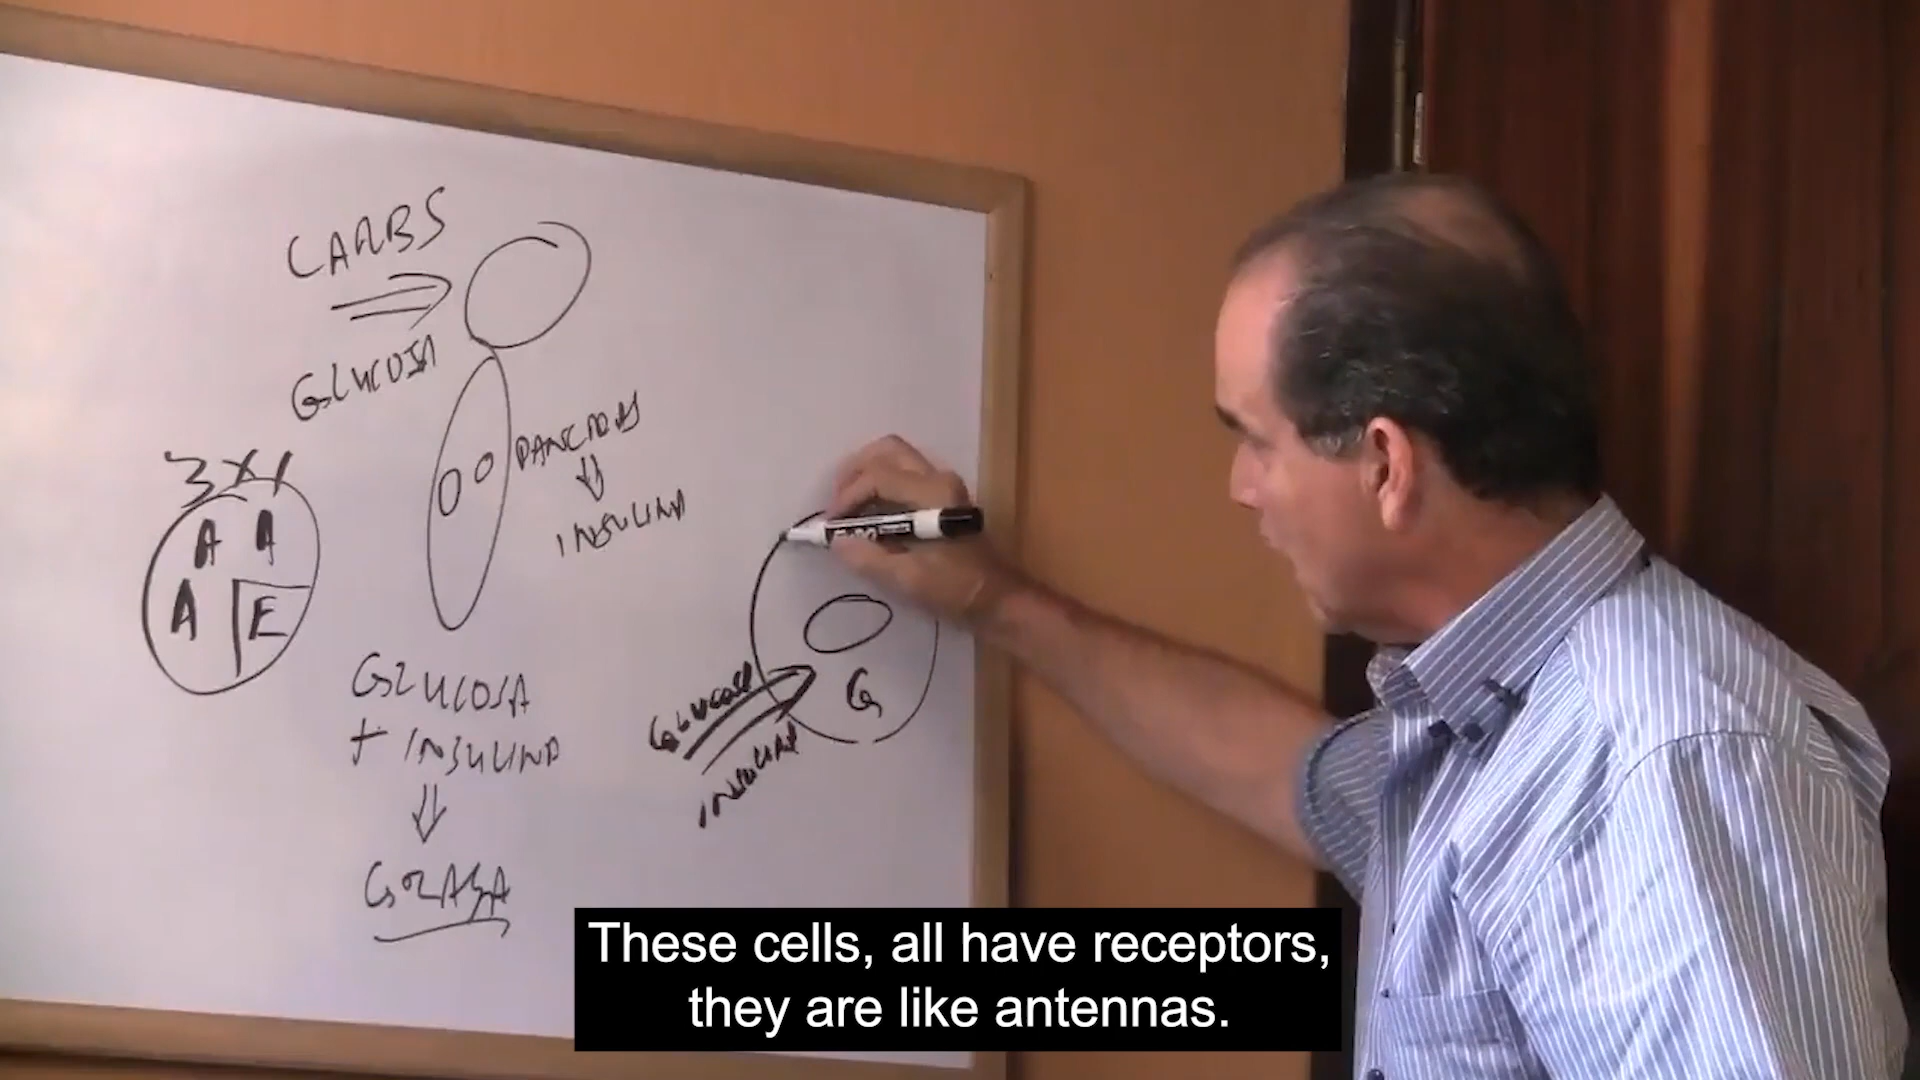 CARBS
GLUCOSA
PANCREAS
INSULINA
3X1
A A
A E
GLUCOSA
+ INSULINA
GRASA
GLUCOSA
INSULINA
G
These cells, all have receptors,
they are like antennas.